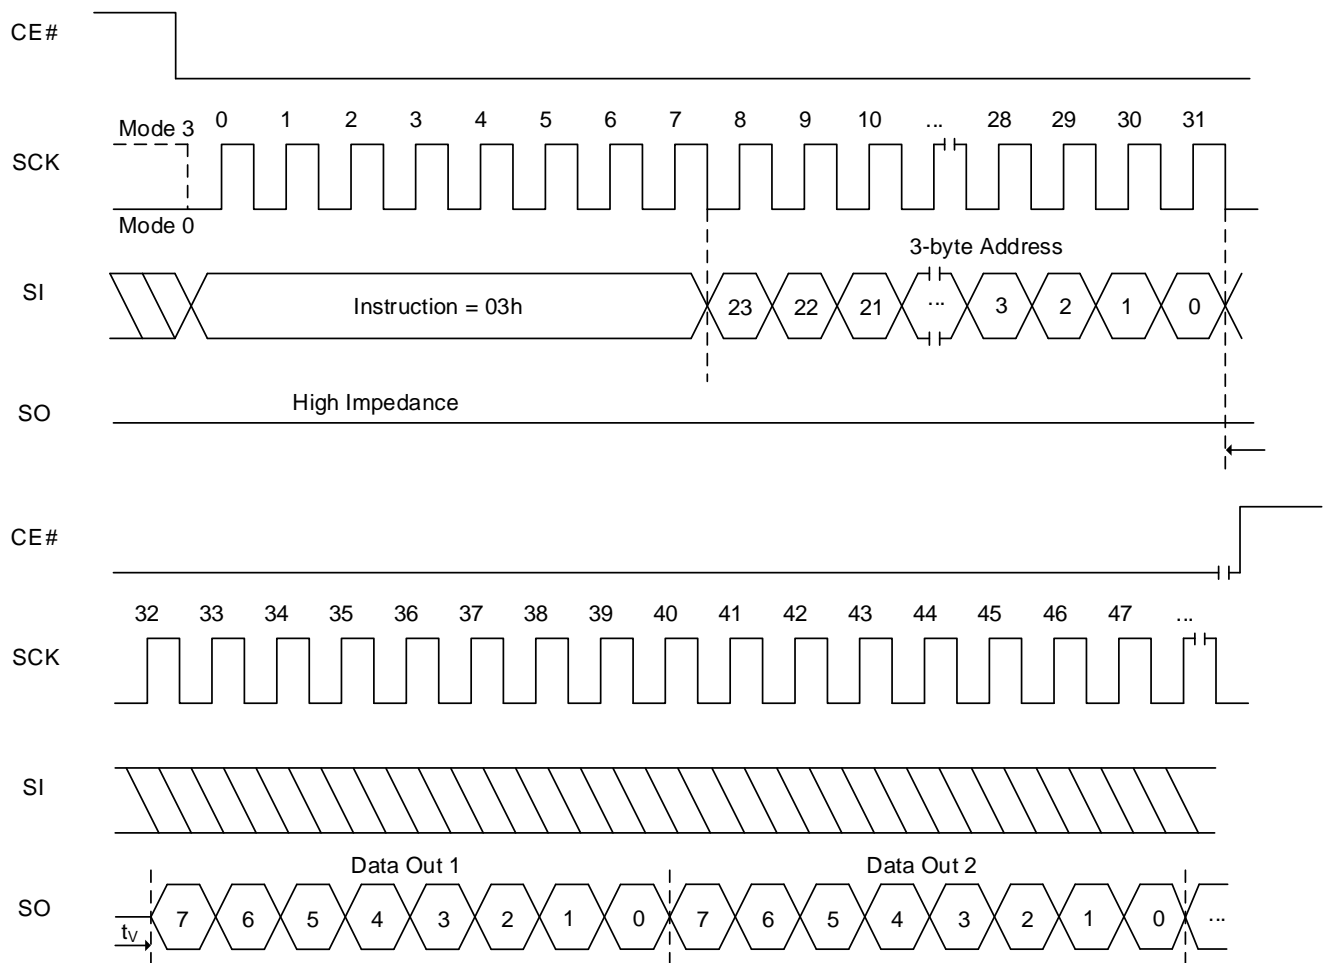 CE#
Mode 3 0 1 2 3 4 5 6 7 8 9 10 ... 28 29 30 31
SCK
Mode 0
3-byte Address
SI
Instruction = 03h 23 22 21 ... 3 2 1 0
High Impedance
SO
CE#
32 33 34 35 36 37 38 39 40 41 42 43 44 45 46 47 ...
SCK
SI
Data Out 1 Data Out 2
SO
7 6 5 4 3 2 1 0 7 6 5 4 3 2 1 0 ...
tV